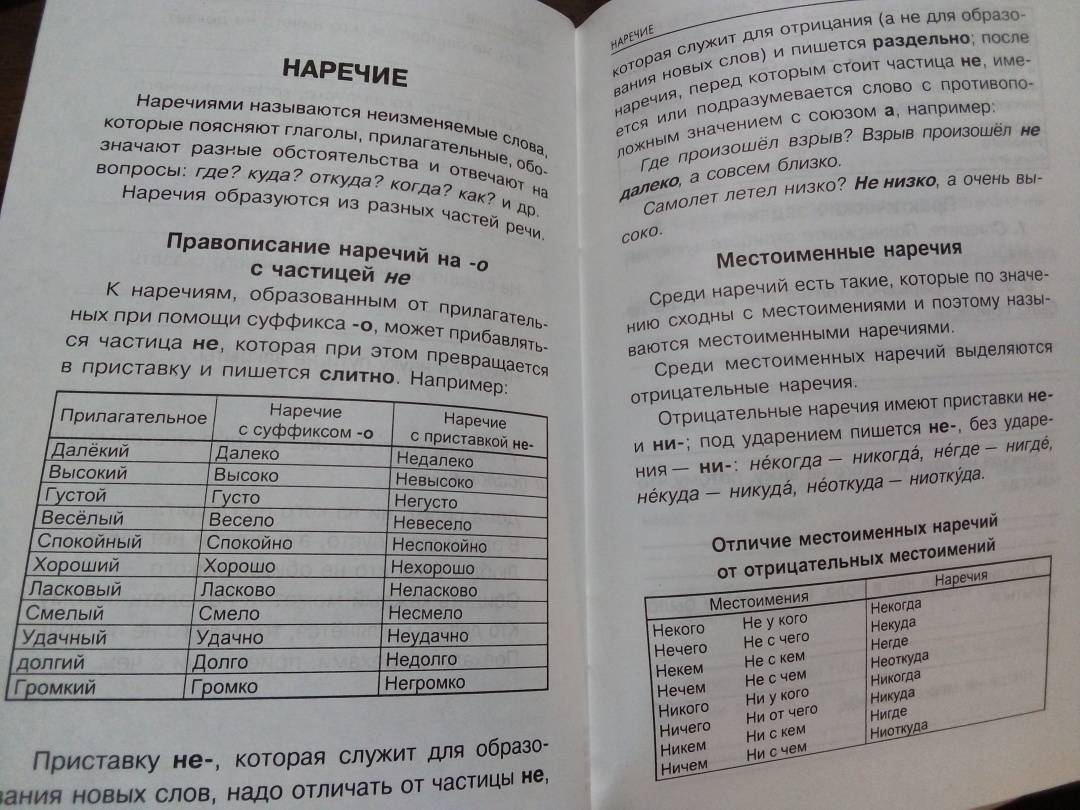 НАРЕЧИЕ
Наречиями называются неизменяемые слова,
которые поясняют глаголы, прилагательные, обо-
значают разные обстоятельства и отвечают на
вопросы: где? куда? откуда? когда? как? и др.
Наречия образуются из разных частей речи.
Правописание наречий на -о
с частицей не
К наречиям, образованным от прилагатель-
ных при помощи суффикса -о, может прибавлять-
ся частица не, которая при этом превращается
в приставку и пишется слитно. Например:
Прилагательное Наречие с суффиксом -о Наречие с приставкой не-
Далёкий Далеко Недалеко
Высокий Высоко Невысоко
Густой Густо Негусто
Весёлый Весело Невесело
Спокойный Спокойно Неспокойно
Хороший Хорошо Нехорошо
Ласковый Ласково Неласково
Смелый Смело Несмело
Удачный Удачно Неудачно
долгий Долго Недолго
Громкий Громко Негромко
Приставку не-, которая служит для образо-
вания новых слов, надо отличать от частицы не,
НАРЕЧИЕ
которая служит для отрицания (а не для образо-
вания новых слов) и пишется раздельно; после
наречия, перед которым стоит частица не, име-
ется или подразумевается слово с противопо-
ложным значением с союзом а, например:
Где произошёл взрыв? Взрыв произошёл не
далеко, а совсем близко.
Самолет летел низко? Не низко, а очень вы-
соко.
Местоименные наречия
Среди наречий есть такие, которые по значе-
нию сходны с местоимениями и поэтому назы-
ваются местоименными наречиями.
Среди местоименных наречий выделяются
отрицательные наречия.
Отрицательные наречия имеют приставки не-
и ни-; под ударением пишется не-, без ударе-
ния — ни-: не́когда — никогда́, не́где — нигде́,
не́куда — никуда́, не́откуда — ниотку́да.
Отличие местоименных наречий
от отрицательных местоимений
Местоимения Наречия
Некого Не у кого Некогда
Нечего Не с чего Некуда
Некем Не с кем Негде
Нечем Не с чем Неоткуда
Никого Ни у кого Никогда
Ничего Ни от чего Никуда
Никем Ни с кем Нигде
Ничем Ни с чем Ниоткуда